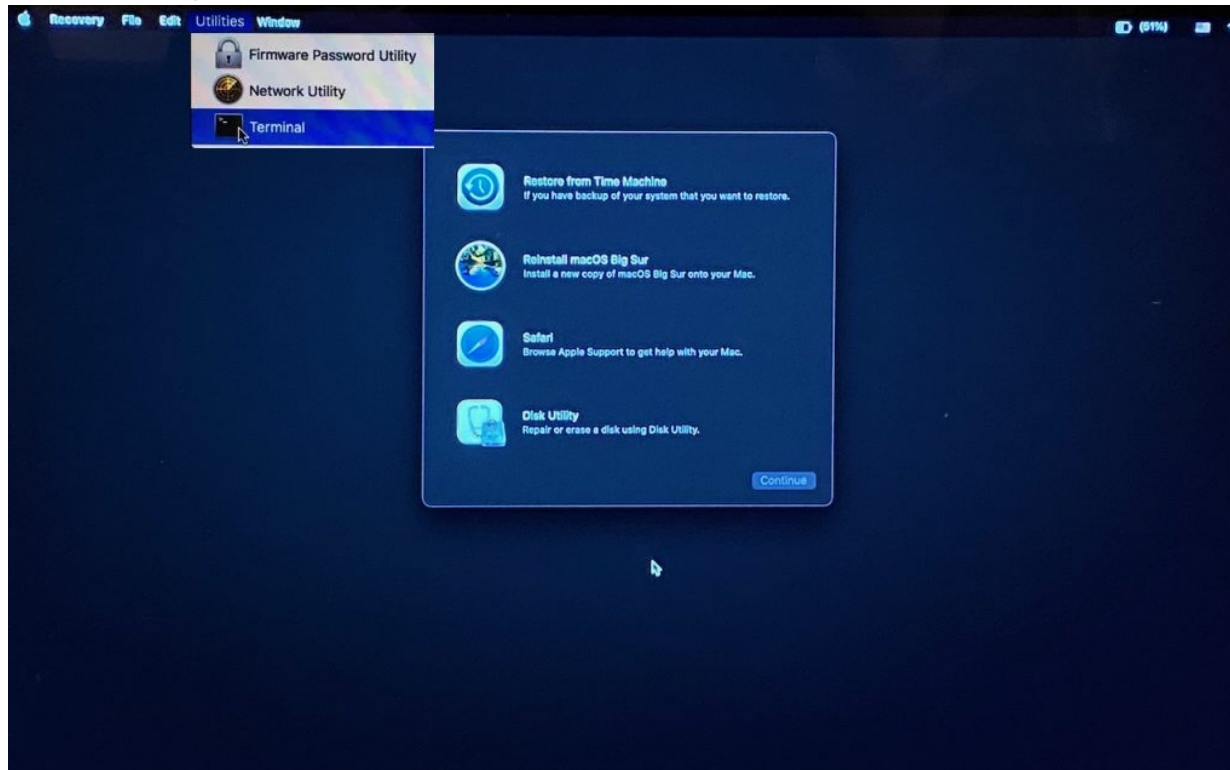 Recovery File Edit Utilities Window (51%)
Firmware Password Utility
Network Utility
Terminal
Restore from Time Machine
If you have backup of your system that you want to restore.
Reinstall macOS Big Sur
Install a new copy of macOS Big Sur onto your Mac.
Safari
Browse Apple Support to get help with your Mac.
Disk Utility
Repair or erase a disk using Disk Utility.
Continue